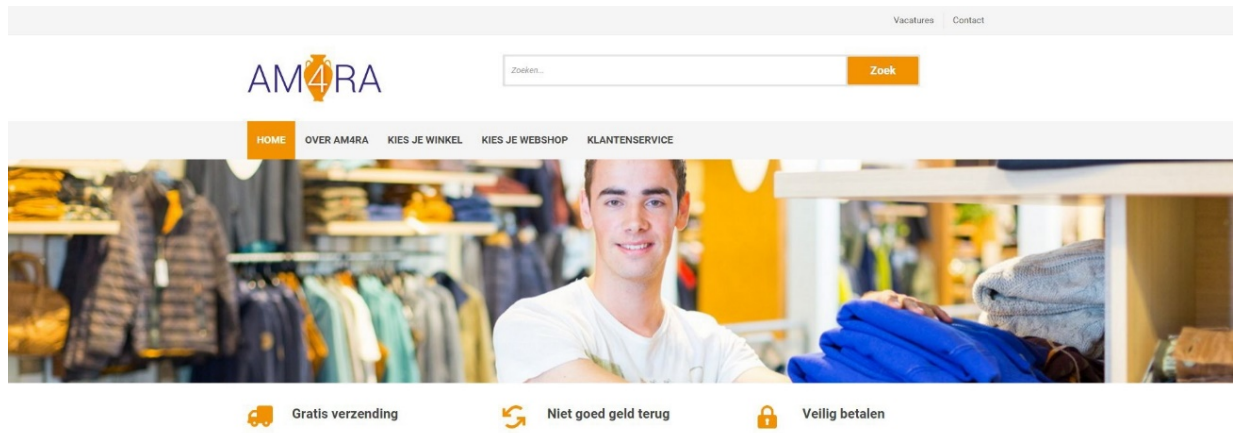 Vacatures Contact
AM4RA
Zoeken... Zoek
HOME OVER AM4RA KIES JE WINKEL KIES JE WEBSHOP KLANTENSERVICE
Gratis verzending Niet goed geld terug Veilig betalen